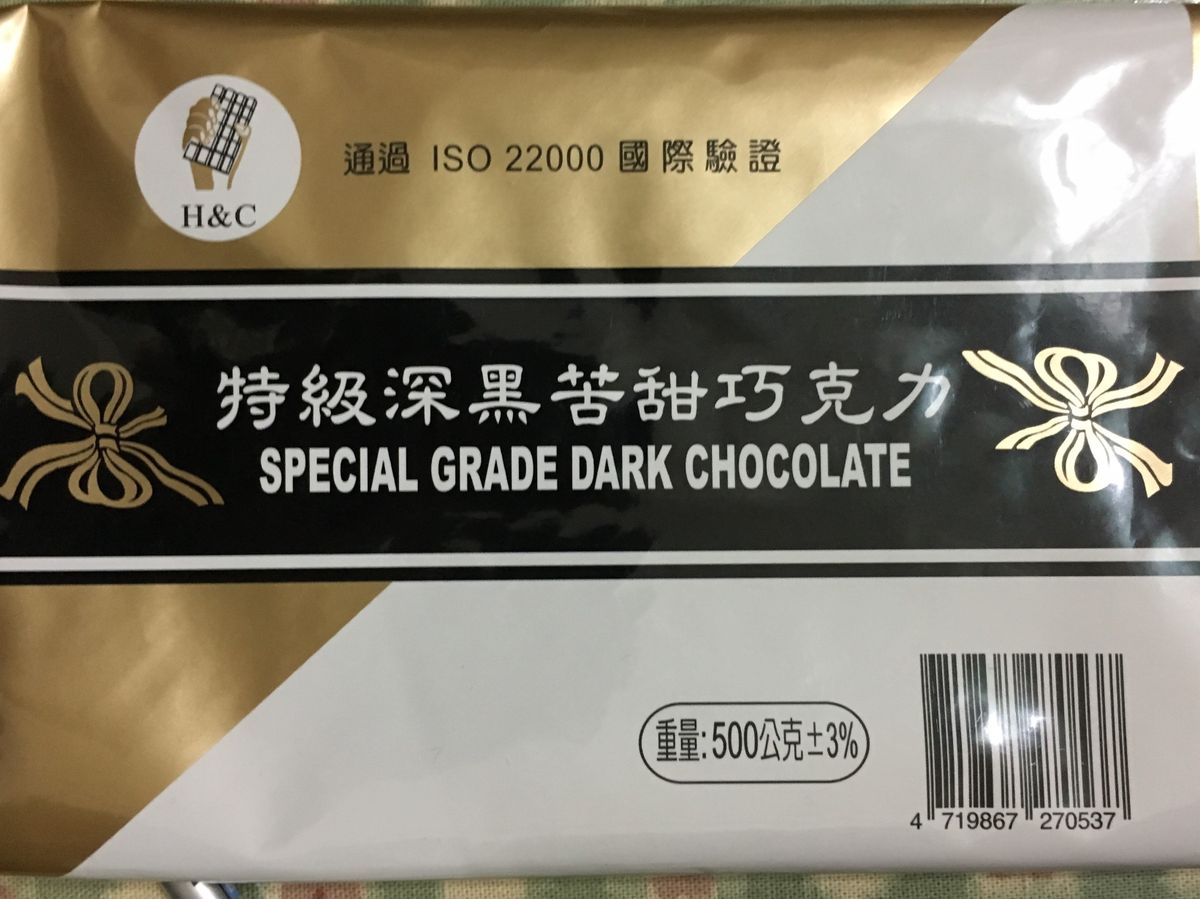 H&C
通過 ISO 22000 國際驗證
特級深黑苦甜巧克力
SPECIAL GRADE DARK CHOCOLATE
重量:500公克±3%
4 719867 270537